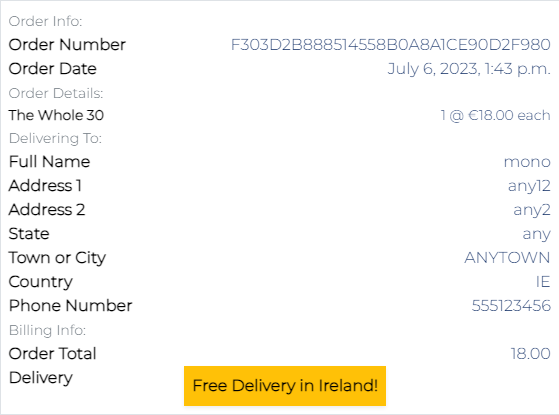 Order Info:
Order Number F303D2B888514558B0A8A1CE90D2F980
Order Date July 6, 2023, 1:43 p.m.
Order Details:
The Whole 30 1 @ €18.00 each
Delivering To:
Full Name mono
Address 1 any12
Address 2 any2
State any
Town or City ANYTOWN
Country IE
Phone Number 555123456
Billing Info:
Order Total 18.00
Delivery Free Delivery in Ireland!